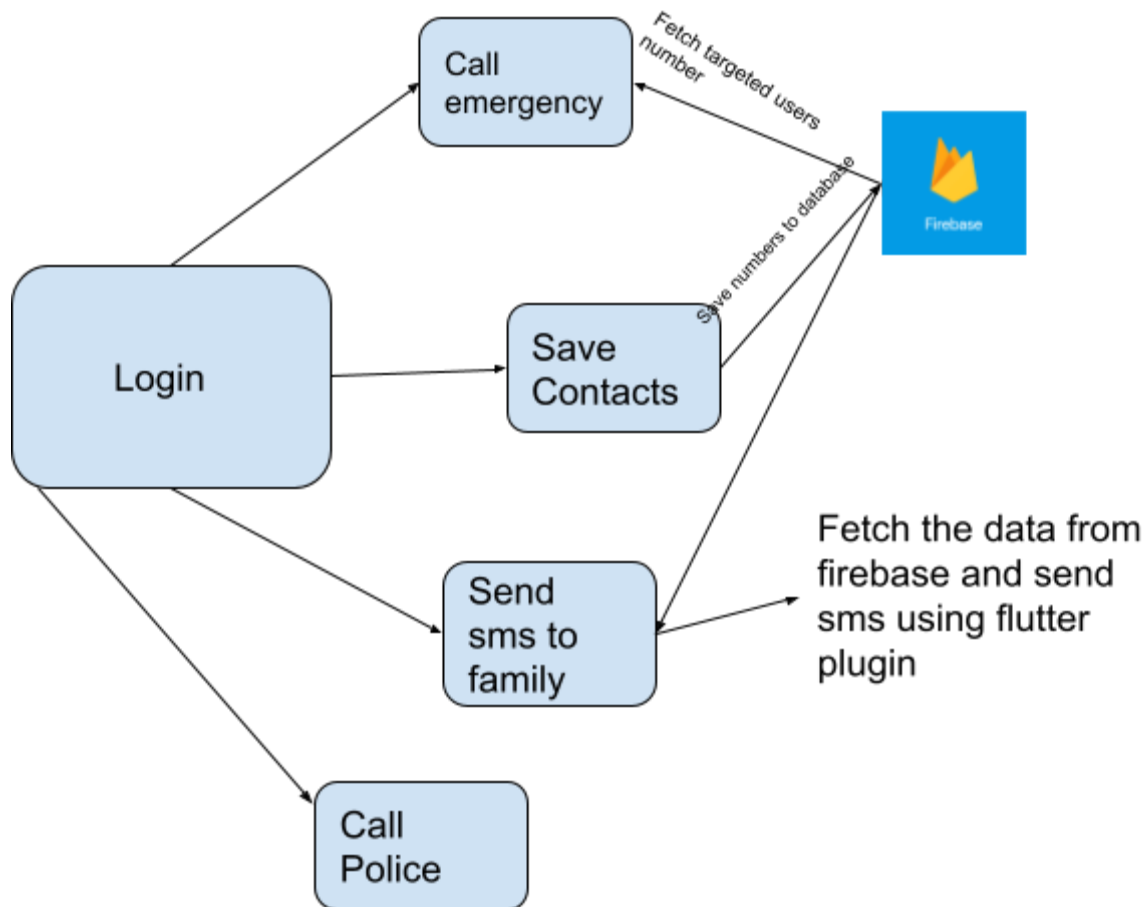 Call
emergency
Fetch targeted users
number
Firebase
Save numbers to database
Login
Save
Contacts
Send
sms to
family
Fetch the data from
firebase and send
sms using flutter
plugin
Call
Police